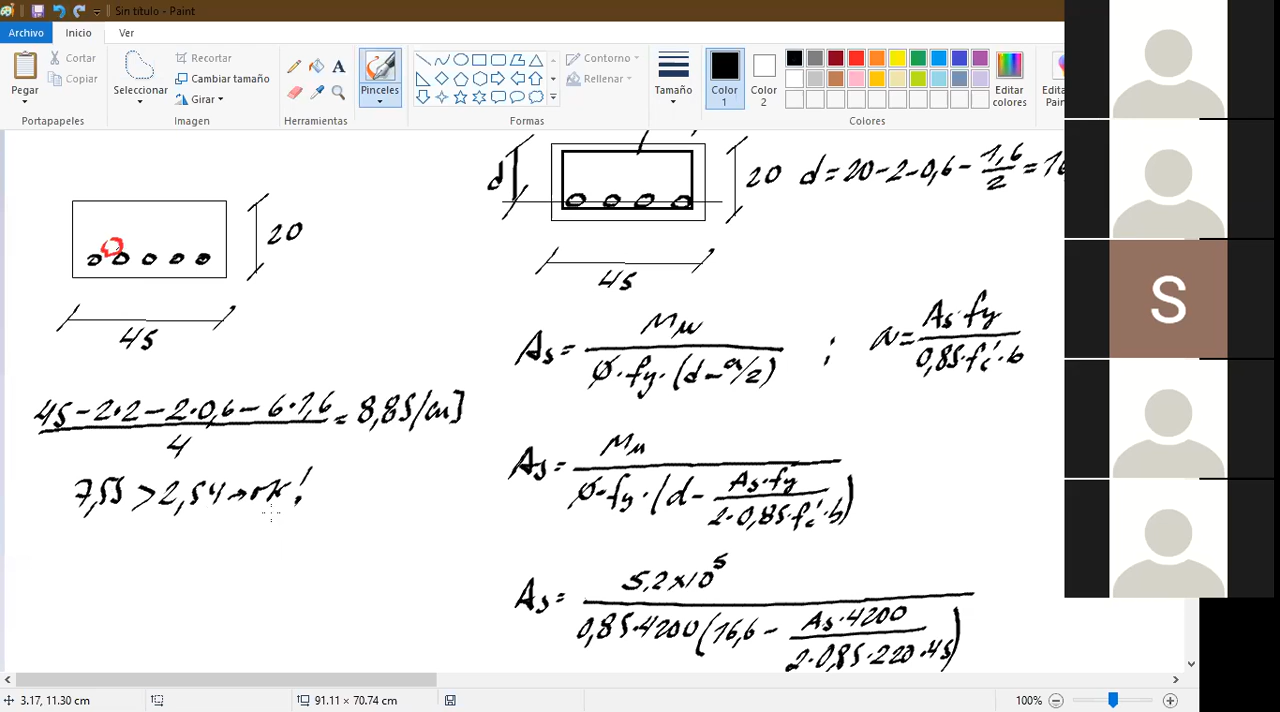 Sin título - Paint
Archivo Inicio Ver
Pegar
Cortar
Copiar
Portapapeles
Seleccionar
Recortar
Cambiar tamaño
Girar
Imagen
A
Herramientas
Pinceles
Contorno
Rellenar
Formas
Tamaño
Color 1
Color 2
Editar colores
Colores
20
45
45-2·2-2·0,6-6·1,6 / 4 = 8,85[cm]
7,55 > 2,54 → ok!
d
20
45
d = 20-2-0,6- 1,6/2 =
As = Mu / Ø·fy·(d-a/2) ; a = As·fy / 0,85·fc'·b
As = Mu / Ø·fy·(d - As·fy / 2·0,85·fc'·b)
As = 5,2×10^5 / 0,85·4200(16,6 - As·4200 / 2·0,85·220·45)
S
3.17, 11.30 cm
91.11 × 70.74 cm
100%